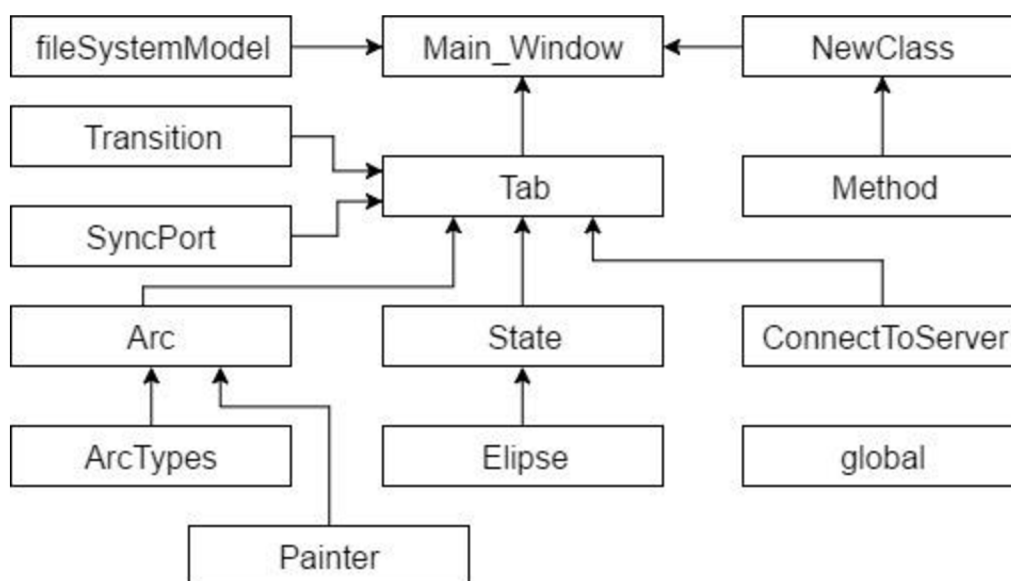 fileSystemModel
Main_Window
NewClass
Transition
Tab
Method
SyncPort
Arc
State
ConnectToServer
ArcTypes
Elipse
global
Painter